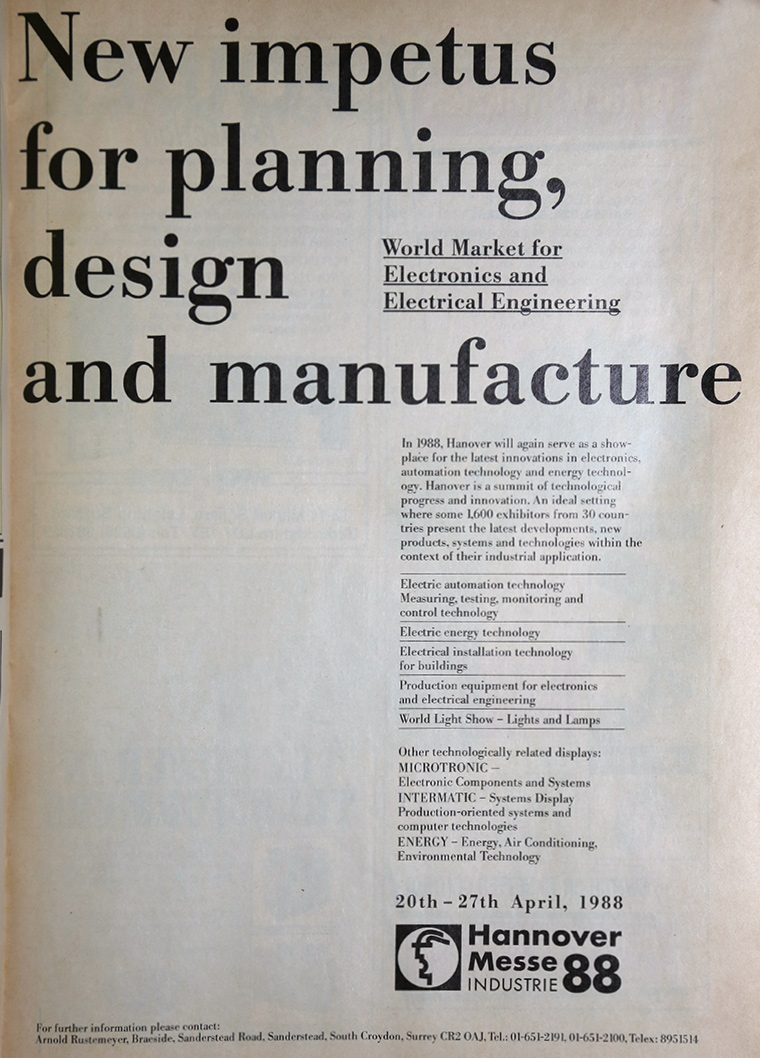 New impetus
for planning,
design
and manufacture
World Market for
Electronics and
Electrical Engineering
In 1988, Hanover will again serve as a show-
place for the latest innovations in electronics,
automation technology and energy technol-
ogy. Hanover is a summit of technological
progress and innovation. An ideal setting
where some 1,600 exhibitors from 30 coun-
tries present the latest developments, new
products, systems and technologies within the
context of their industrial application.
Electric automation technology
Measuring, testing, monitoring and
control technology
Electric energy technology
Electrical installation technology
for buildings
Production equipment for electronics
and electrical engineering
World Light Show – Lights and Lamps
Other technologically related displays:
MICROTRONIC –
Electronic Components and Systems
INTERMATIC – Systems Display
Production-oriented systems and
computer technologies
ENERGY – Energy, Air Conditioning,
Environmental Technology
20th – 27th April, 1988
Hannover
Messe
INDUSTRIE 88
For further information please contact:
Arnold Rustemeyer, Braeside, Sanderstead Road, Sanderstead, South Croydon, Surrey CR2 OAJ, Tel.: 01-651-2191, 01-651-2100, Telex: 8951514